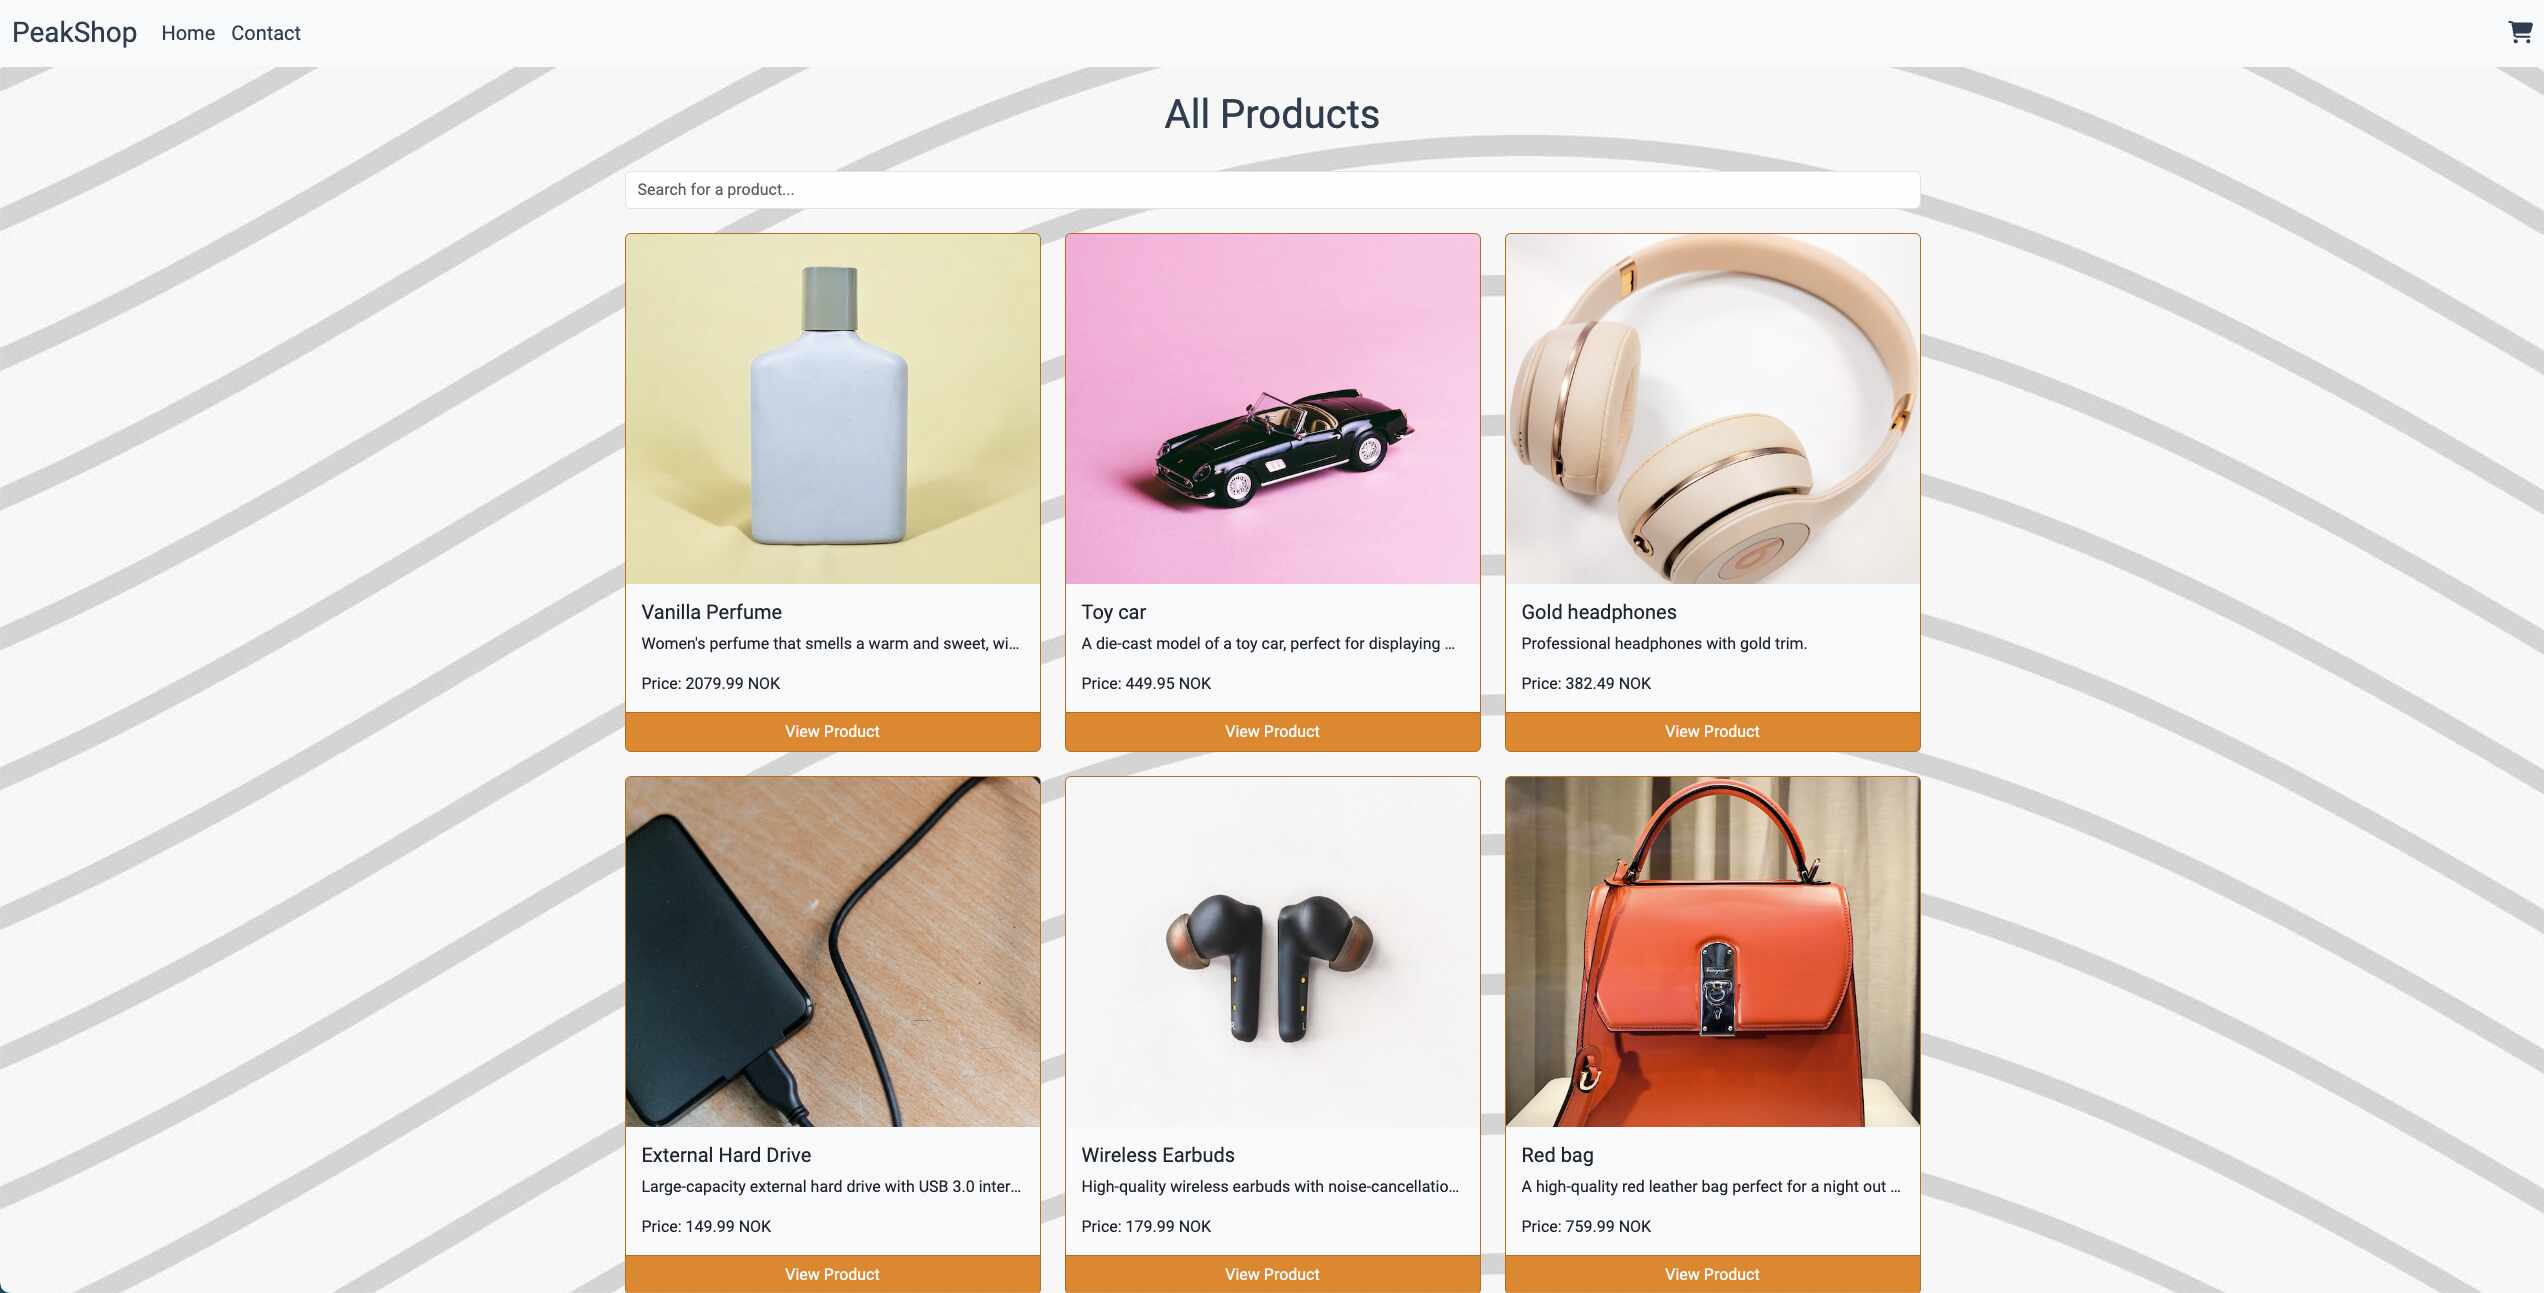 PeakShop Home Contact
All Products
Search for a product...
Vanilla Perfume
Women's perfume that smells a warm and sweet, wi...
Price: 2079.99 NOK
View Product
Toy car
A die-cast model of a toy car, perfect for displaying ...
Price: 449.95 NOK
View Product
Gold headphones
Professional headphones with gold trim.
Price: 382.49 NOK
View Product
External Hard Drive
Large-capacity external hard drive with USB 3.0 inter...
Price: 149.99 NOK
View Product
R L
Wireless Earbuds
High-quality wireless earbuds with noise-cancellatio...
Price: 179.99 NOK
View Product
Red bag
A high-quality red leather bag perfect for a night out ...
Price: 759.99 NOK
View Product